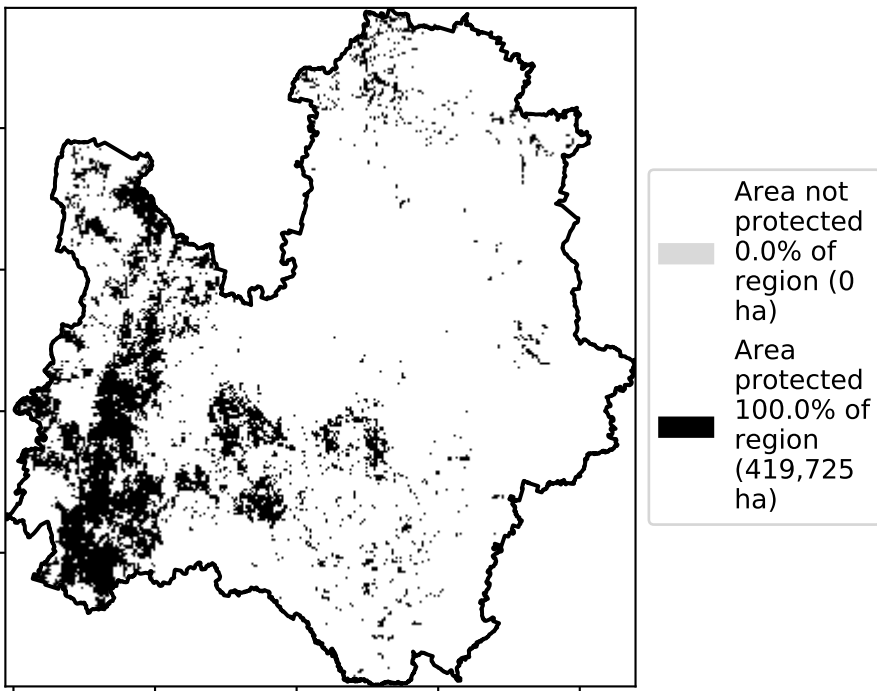 Area not
protected
0.0% of
region (0
ha)
Area
protected
100.0% of
region
(419,725
ha)